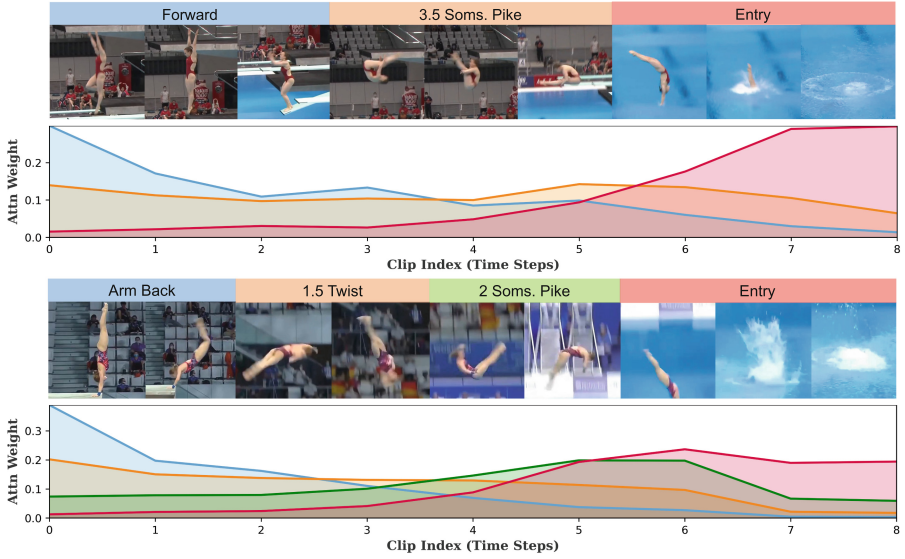 Forward 3.5 Soms. Pike Entry
Attn Weight
0.2
0.1
0.0
0 1 2 3 4 5 6 7 8
Clip Index (Time Steps)
Arm Back 1.5 Twist 2 Soms. Pike Entry
Attn Weight
0.3
0.2
0.1
0.0
0 1 2 3 4 5 6 7 8
Clip Index (Time Steps)